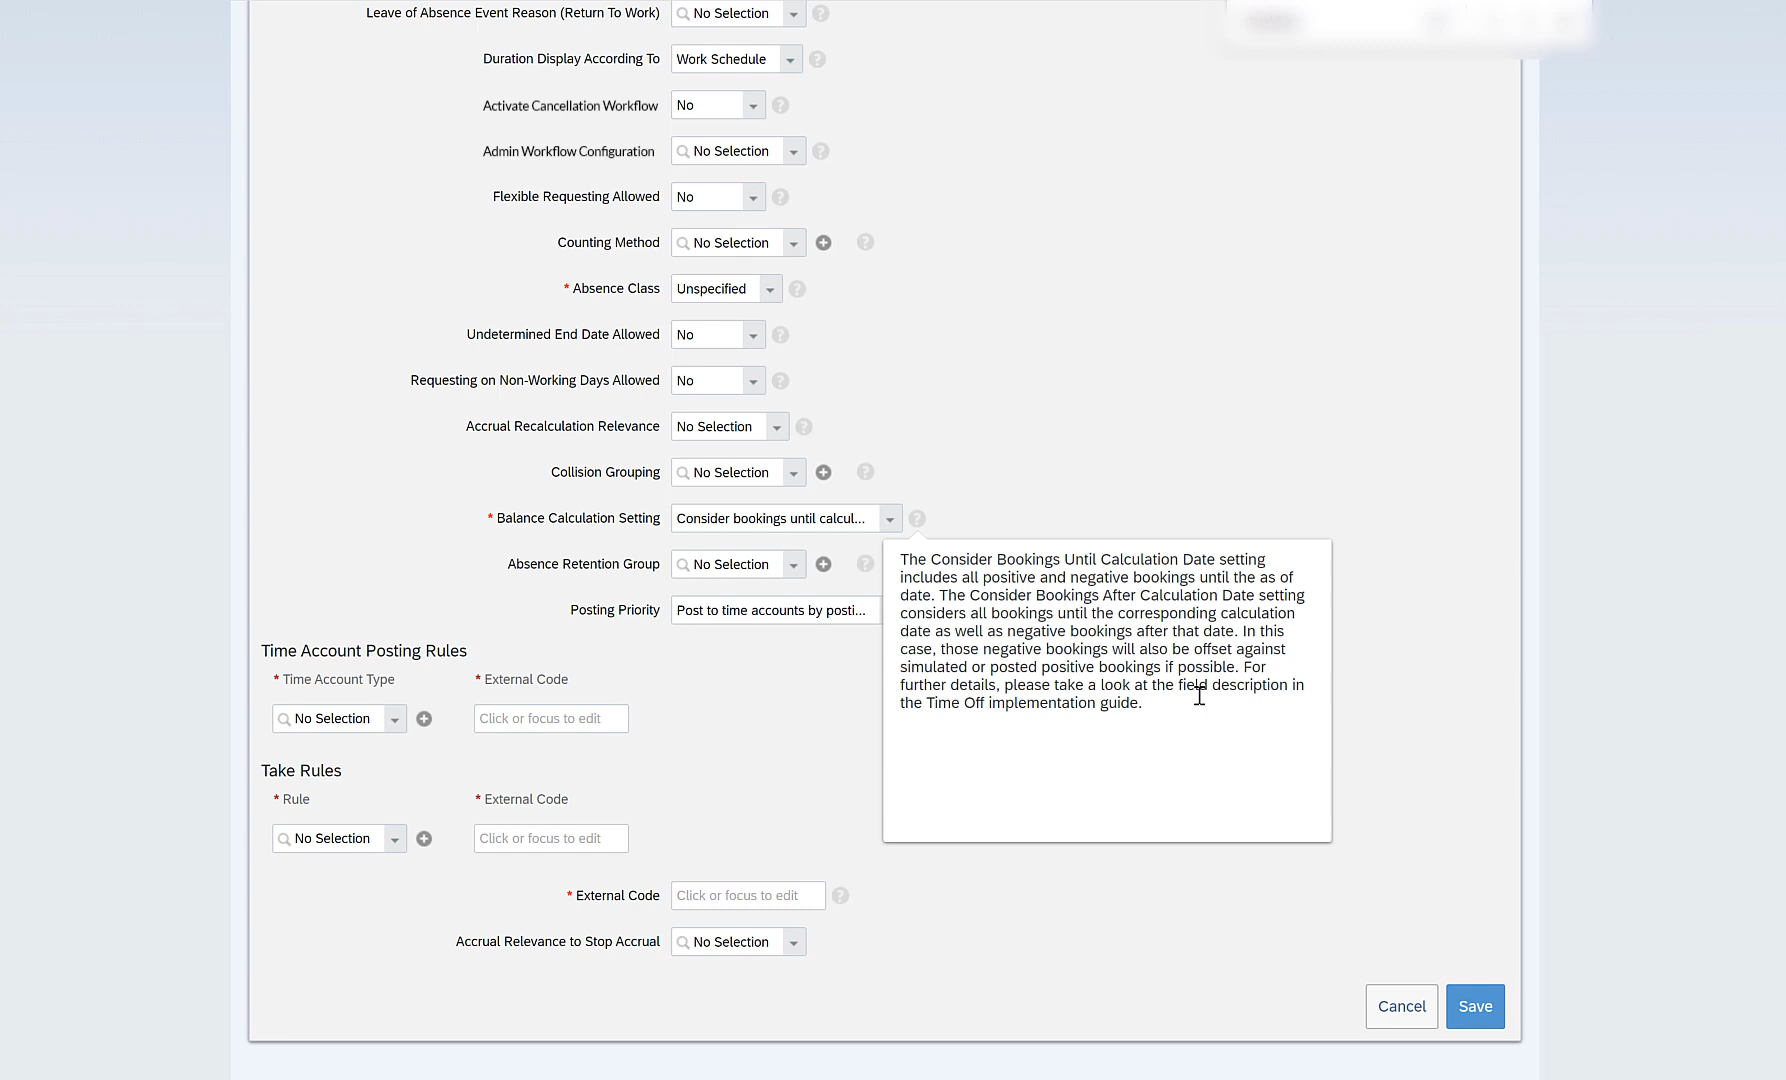 Leave of Absence Event Reason (Return To Work) No Selection ?
Duration Display According To Work Schedule ?
Activate Cancellation Workflow No ?
Admin Workflow Configuration No Selection ?
Flexible Requesting Allowed No ?
Counting Method No Selection ?
* Absence Class Unspecified ?
Undetermined End Date Allowed No ?
Requesting on Non-Working Days Allowed No ?
Accrual Recalculation Relevance No Selection ?
Collision Grouping No Selection ?
* Balance Calculation Setting Consider bookings until calcul... ?
Absence Retention Group No Selection ?
Posting Priority Post to time accounts by posti...
The Consider Bookings Until Calculation Date setting
includes all positive and negative bookings until the as of
date. The Consider Bookings After Calculation Date setting
considers all bookings until the corresponding calculation
date as well as negative bookings after that date. In this
case, those negative bookings will also be offset against
simulated or posted positive bookings if possible. For
further details, please take a look at the field description in
the Time Off implementation guide.
Time Account Posting Rules
* Time Account Type * External Code
No Selection Click or focus to edit
Take Rules
* Rule * External Code
No Selection Click or focus to edit
* External Code Click or focus to edit ?
Accrual Relevance to Stop Accrual No Selection
Cancel Save